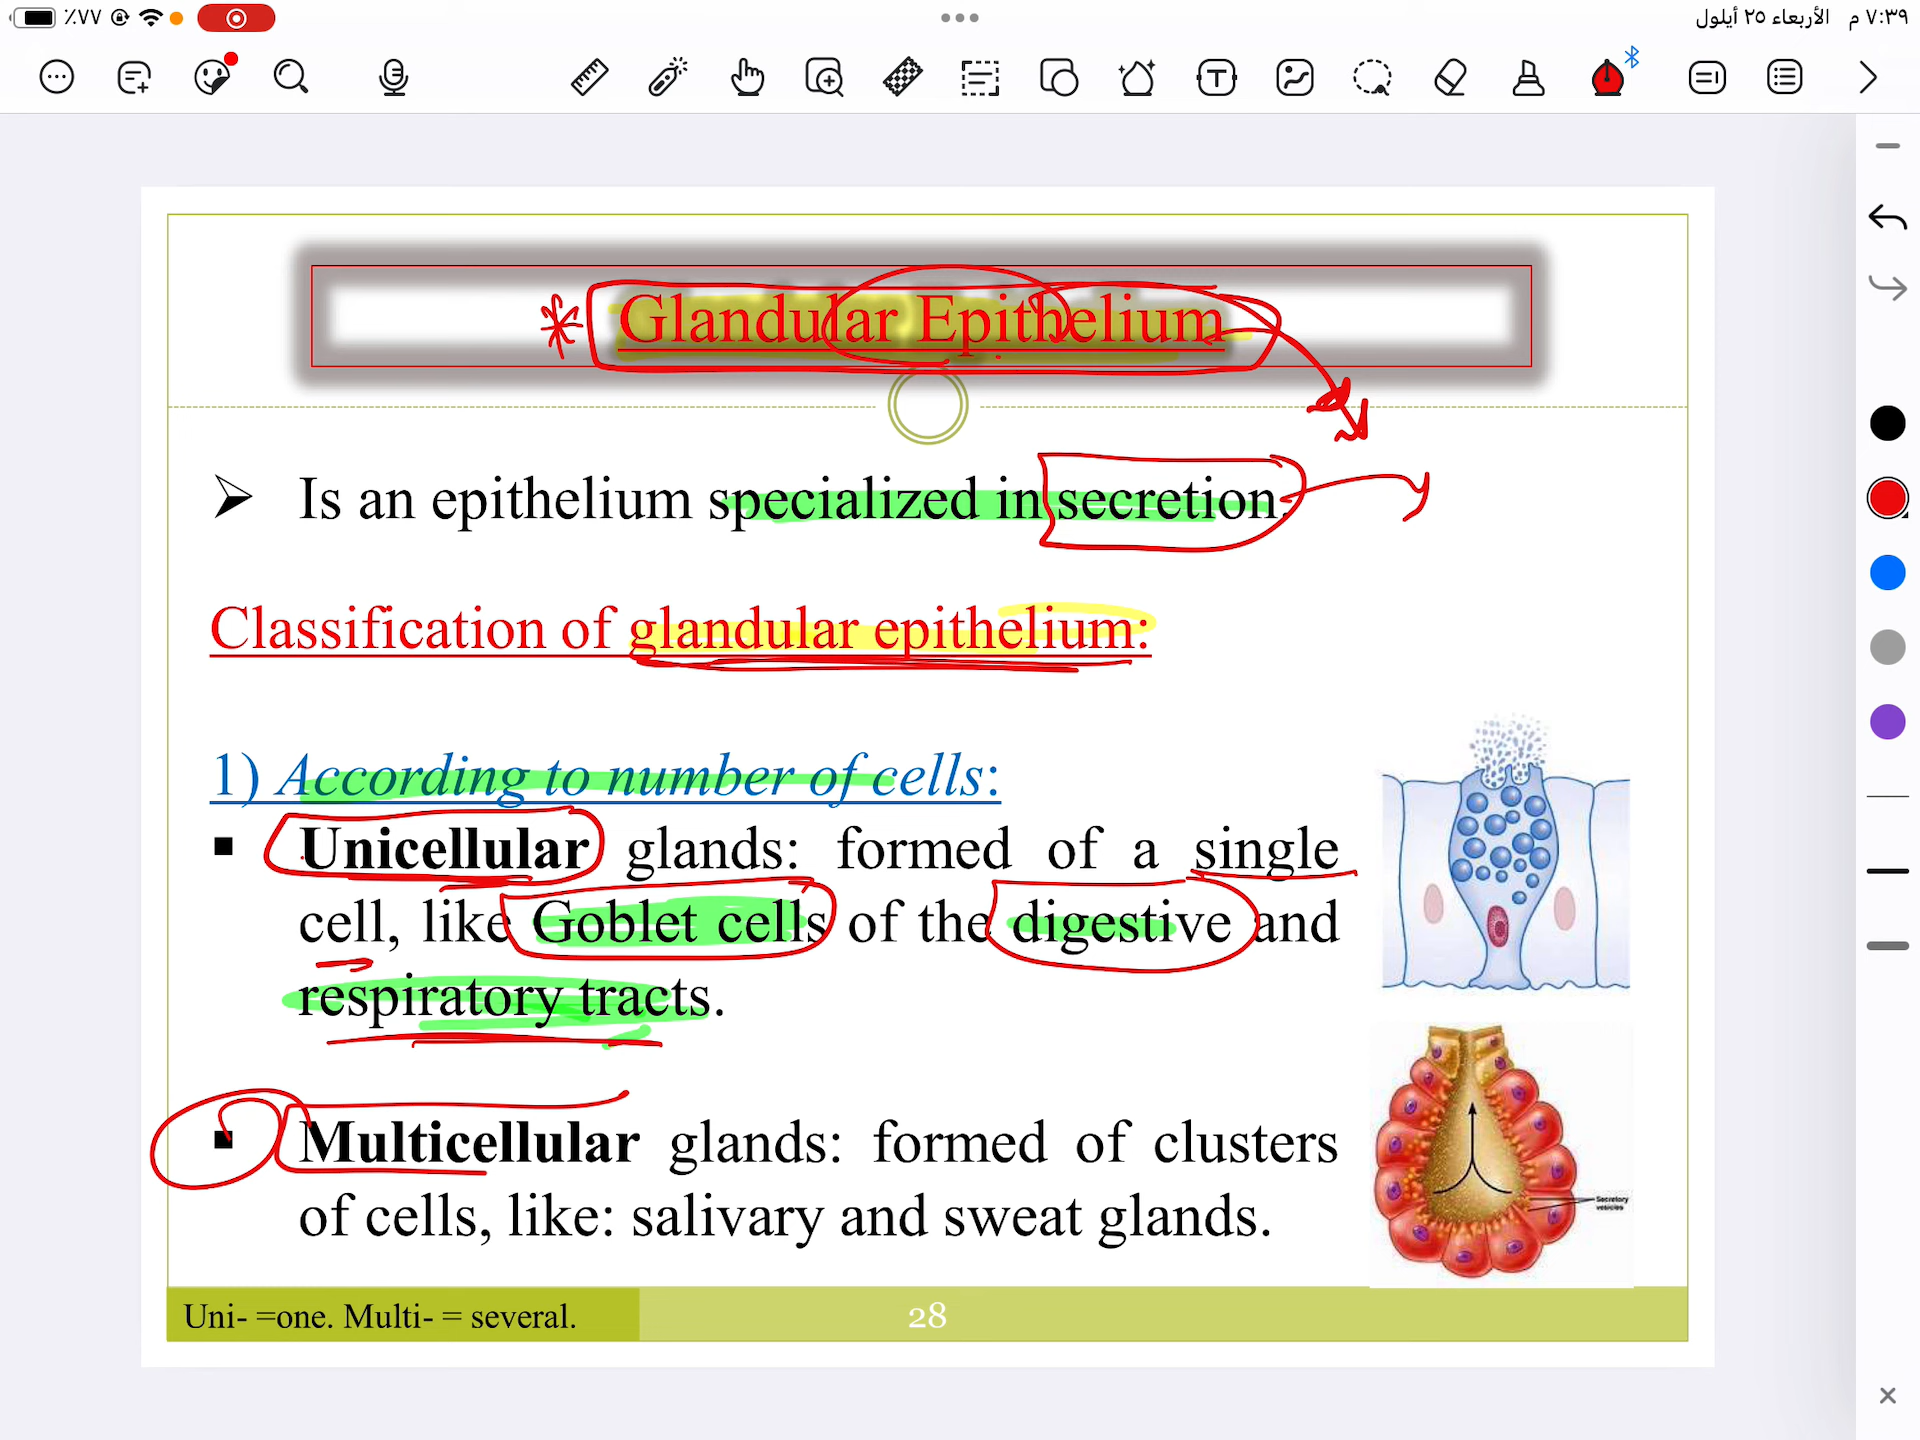 ٪٧٧
٧:٣٩ م الأربعاء ٢٥ أيلول
Glandular Epithelium
Is an epithelium specialized in secretion.
Classification of glandular epithelium:
1) According to number of cells:
Unicellular glands: formed of a single
cell, like Goblet cells of the digestive and
respiratory tracts.
Multicellular glands: formed of clusters
of cells, like: salivary and sweat glands.
Secretory
vesicles
Uni- =one. Multi- = several.
28